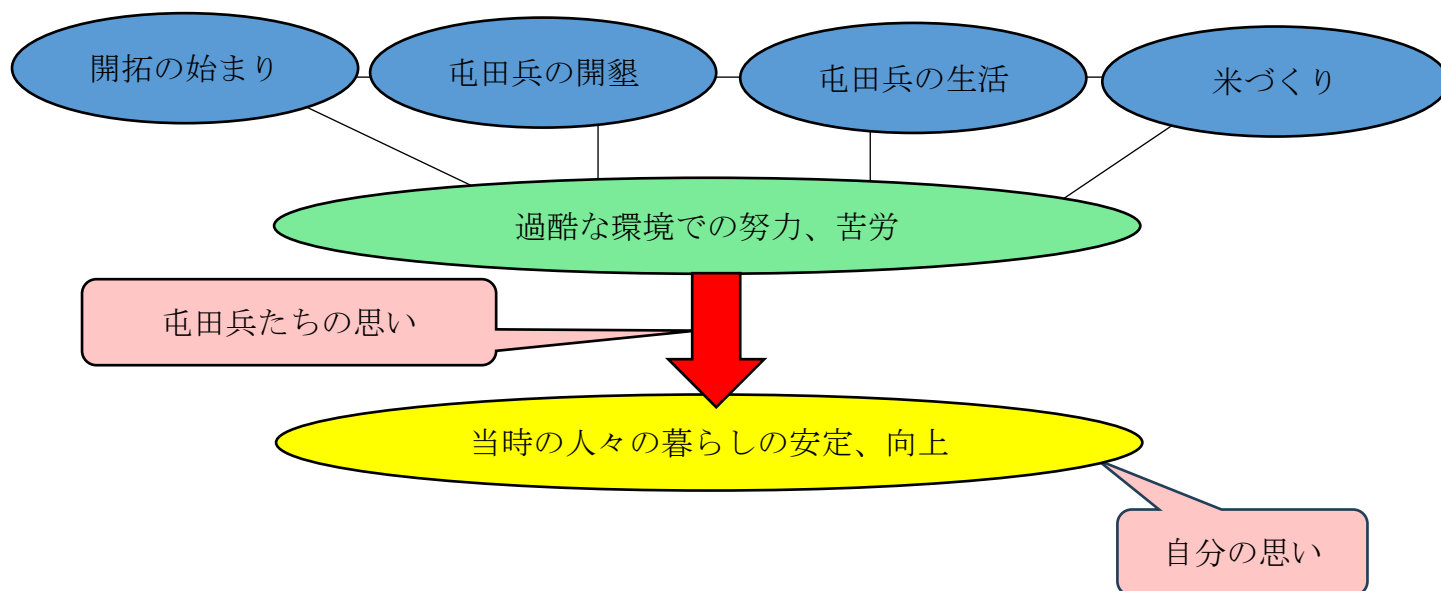 開拓の始まり
屯田兵の開墾
屯田兵の生活
米づくり
過酷な環境での努力、苦労
屯田兵たちの思い
当時の人々の暮らしの安定、向上
自分の思い